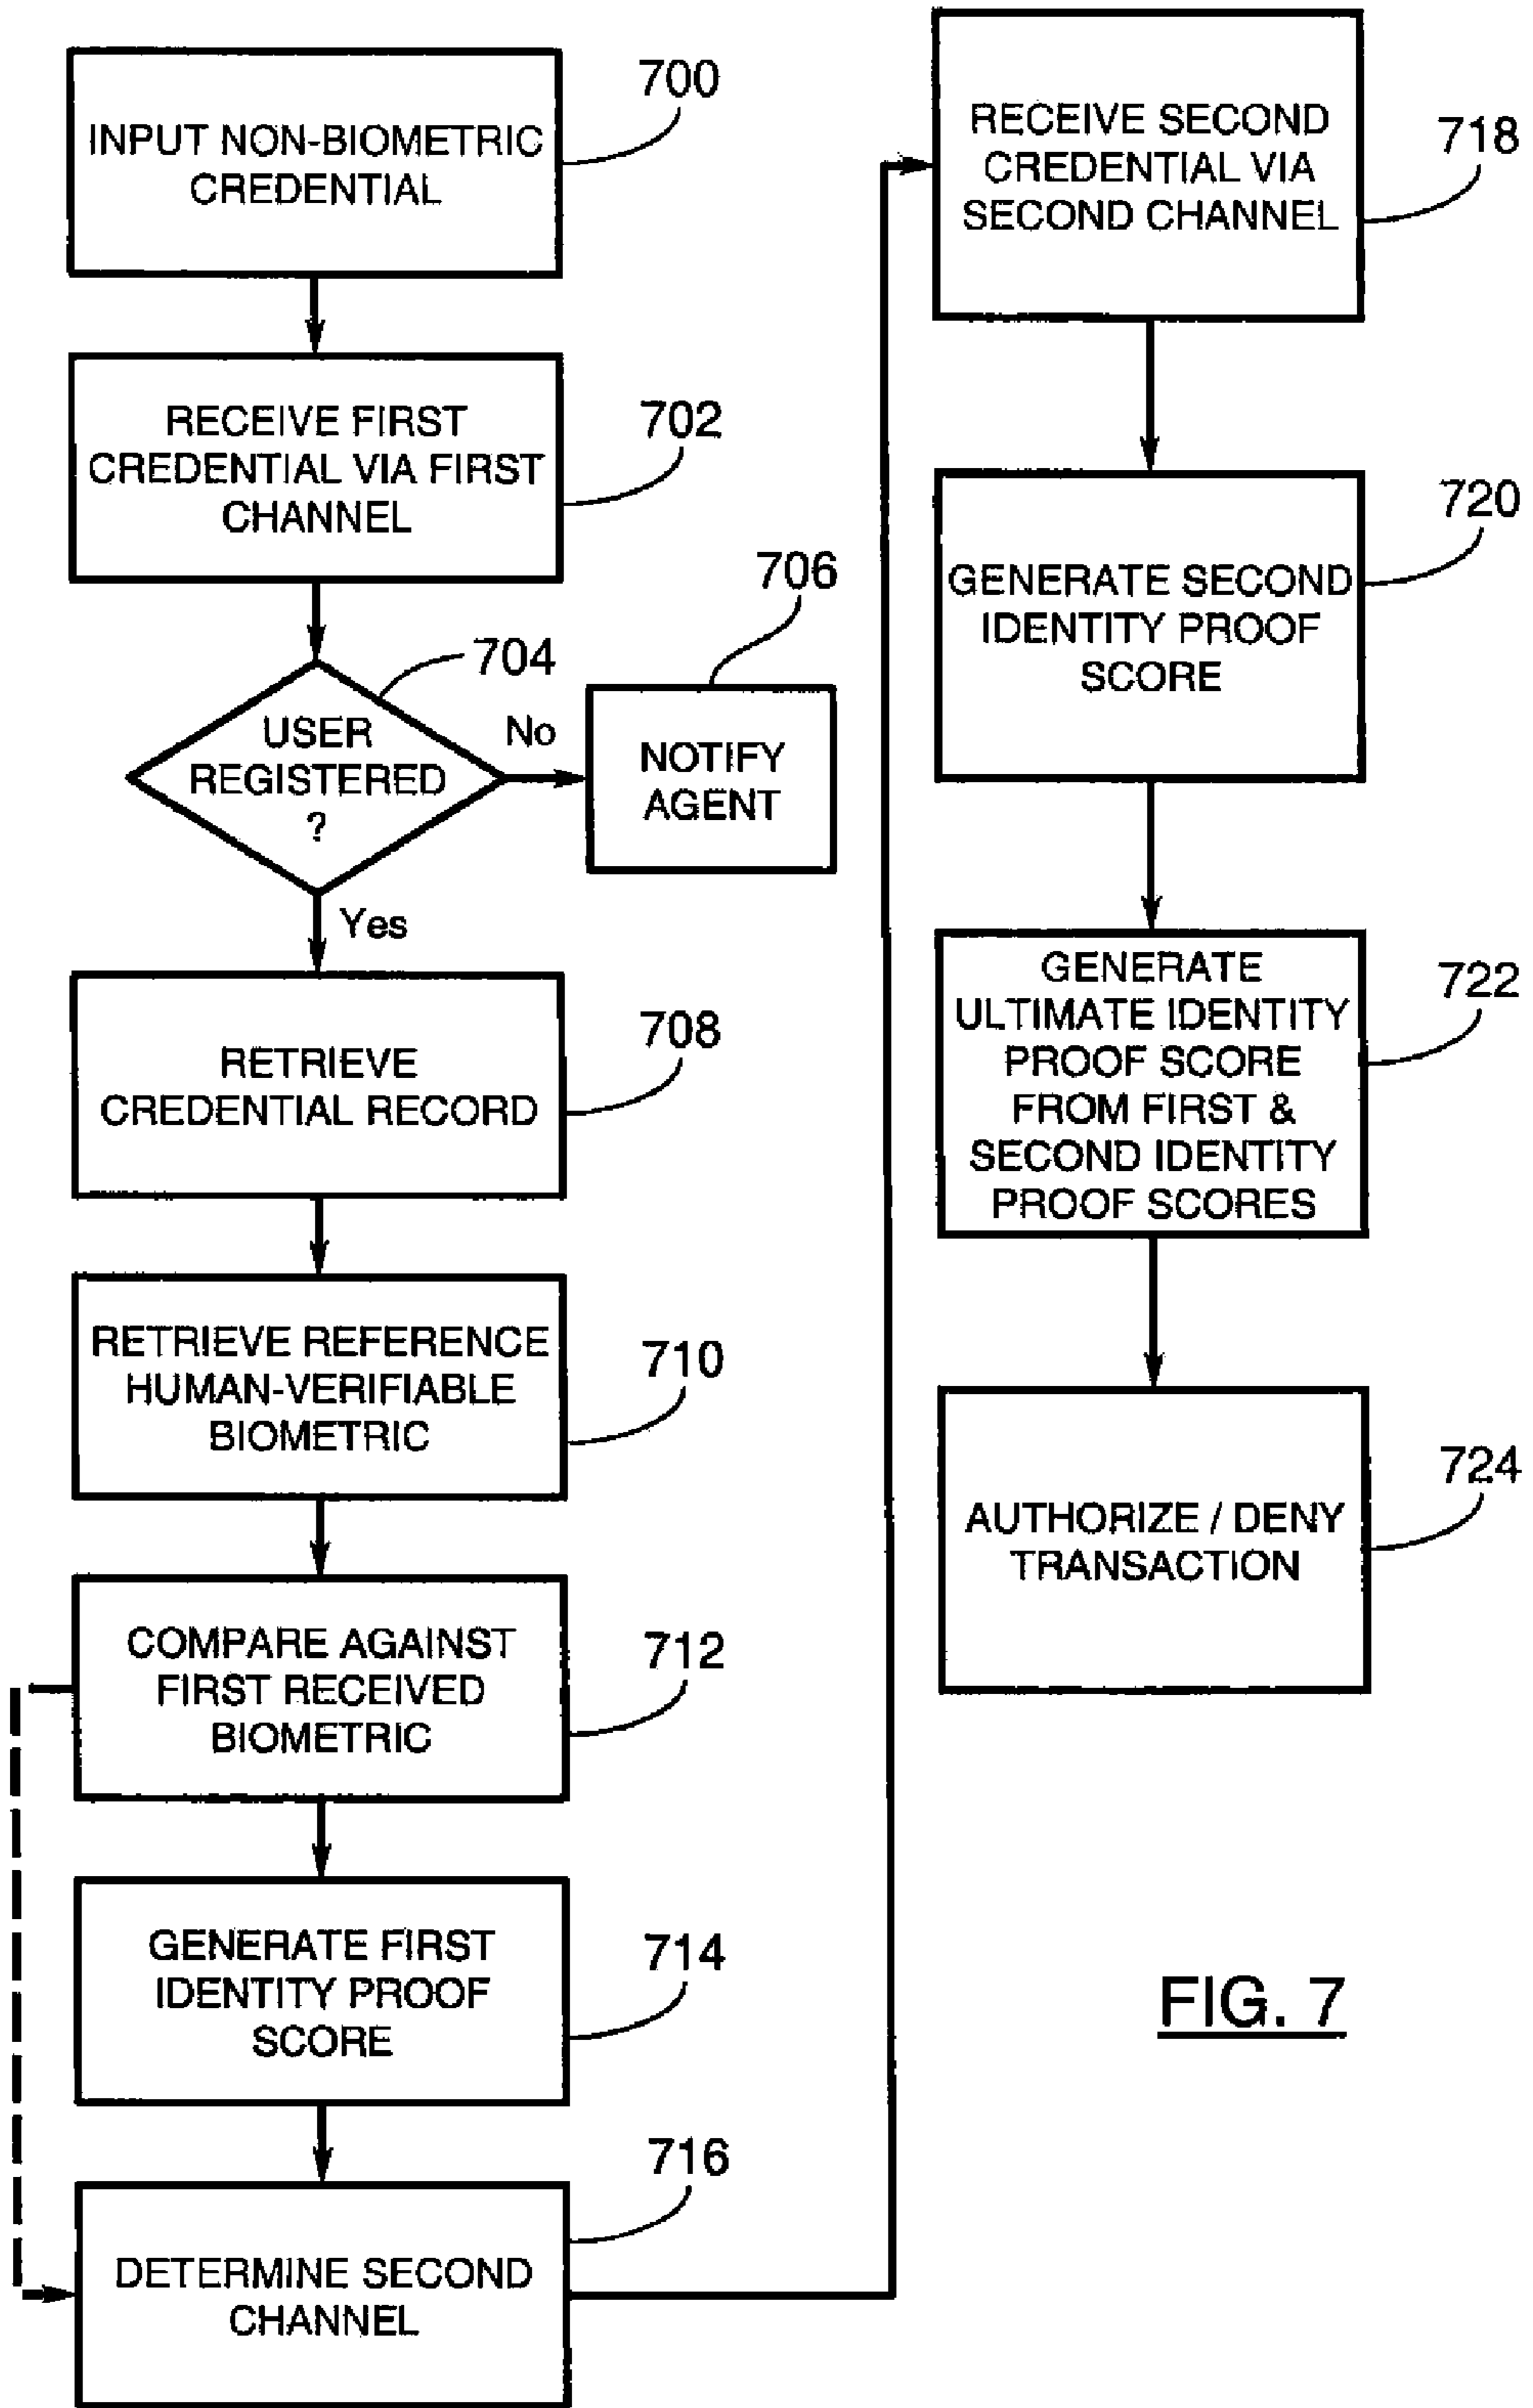 700
INPUT NON-BIOMETRIC
CREDENTIAL
702
RECEIVE FIRST
CREDENTIAL VIA FIRST
CHANNEL
704
USER
REGISTERED
?
No
706
NOTIFY
AGENT
Yes
708
RETRIEVE
CREDENTIAL RECORD
710
RETRIEVE REFERENCE
HUMAN-VERIFIABLE
BIOMETRIC
712
COMPARE AGAINST
FIRST RECEIVED
BIOMETRIC
714
GENERATE FIRST
IDENTITY PROOF
SCORE
716
DETERMINE SECOND
CHANNEL
718
RECEIVE SECOND
CREDENTIAL VIA
SECOND CHANNEL
720
GENERATE SECOND
IDENTITY PROOF
SCORE
722
GENERATE
ULTIMATE IDENTITY
PROOF SCORE
FROM FIRST &
SECOND IDENTITY
PROOF SCORES
724
AUTHORIZE / DENY
TRANSACTION
FIG. 7